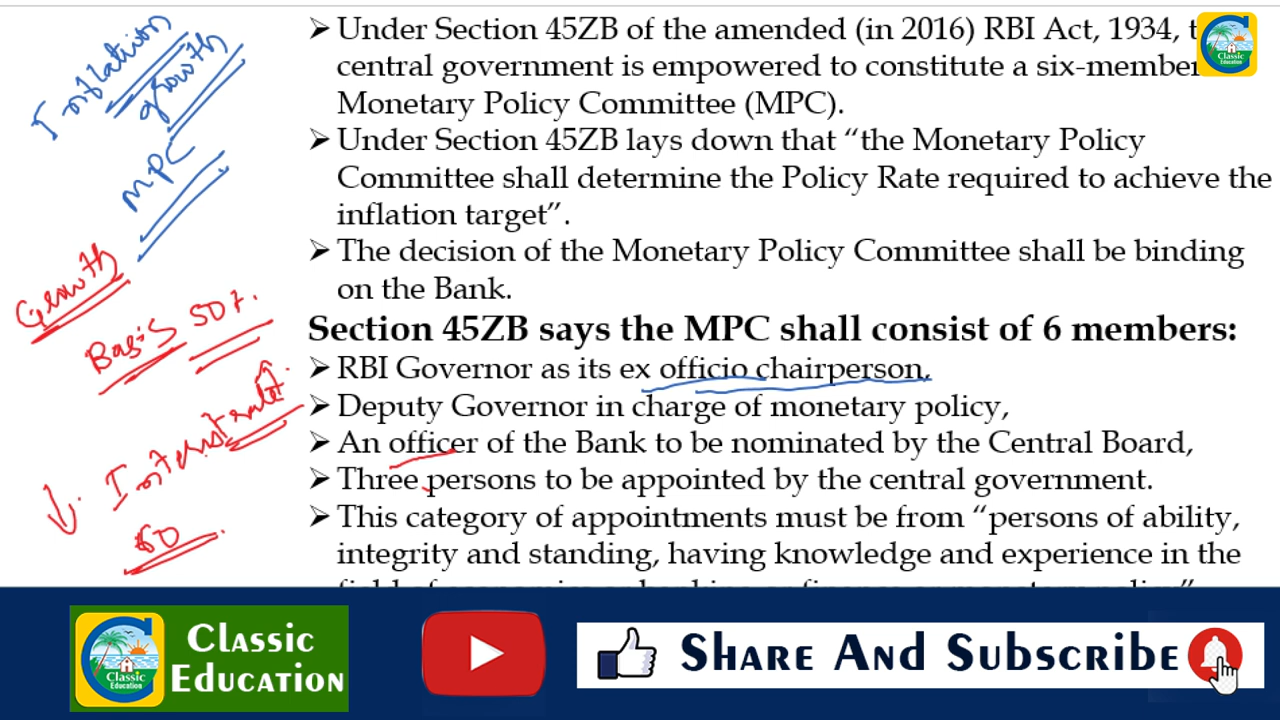 ➢ Under Section 45ZB of the amended (in 2016) RBI Act, 1934,
central government is empowered to constitute a six-member
Monetary Policy Committee (MPC).
➢ Under Section 45ZB lays down that “the Monetary Policy
Committee shall determine the Policy Rate required to achieve the
inflation target”.
➢ The decision of the Monetary Policy Committee shall be binding
on the Bank.
Section 45ZB says the MPC shall consist of 6 members:
➢ RBI Governor as its ex officio chairperson,
➢ Deputy Governor in charge of monetary policy,
➢ An officer of the Bank to be nominated by the Central Board,
➢ Three persons to be appointed by the central government.
➢ This category of appointments must be from “persons of ability,
integrity and standing, having knowledge and experience in the
Inflation
growth
MPC
Growth
Basis 50
Interest rate
Classic
Education
Classic
Education
Classic
Education
Share And Subscribe